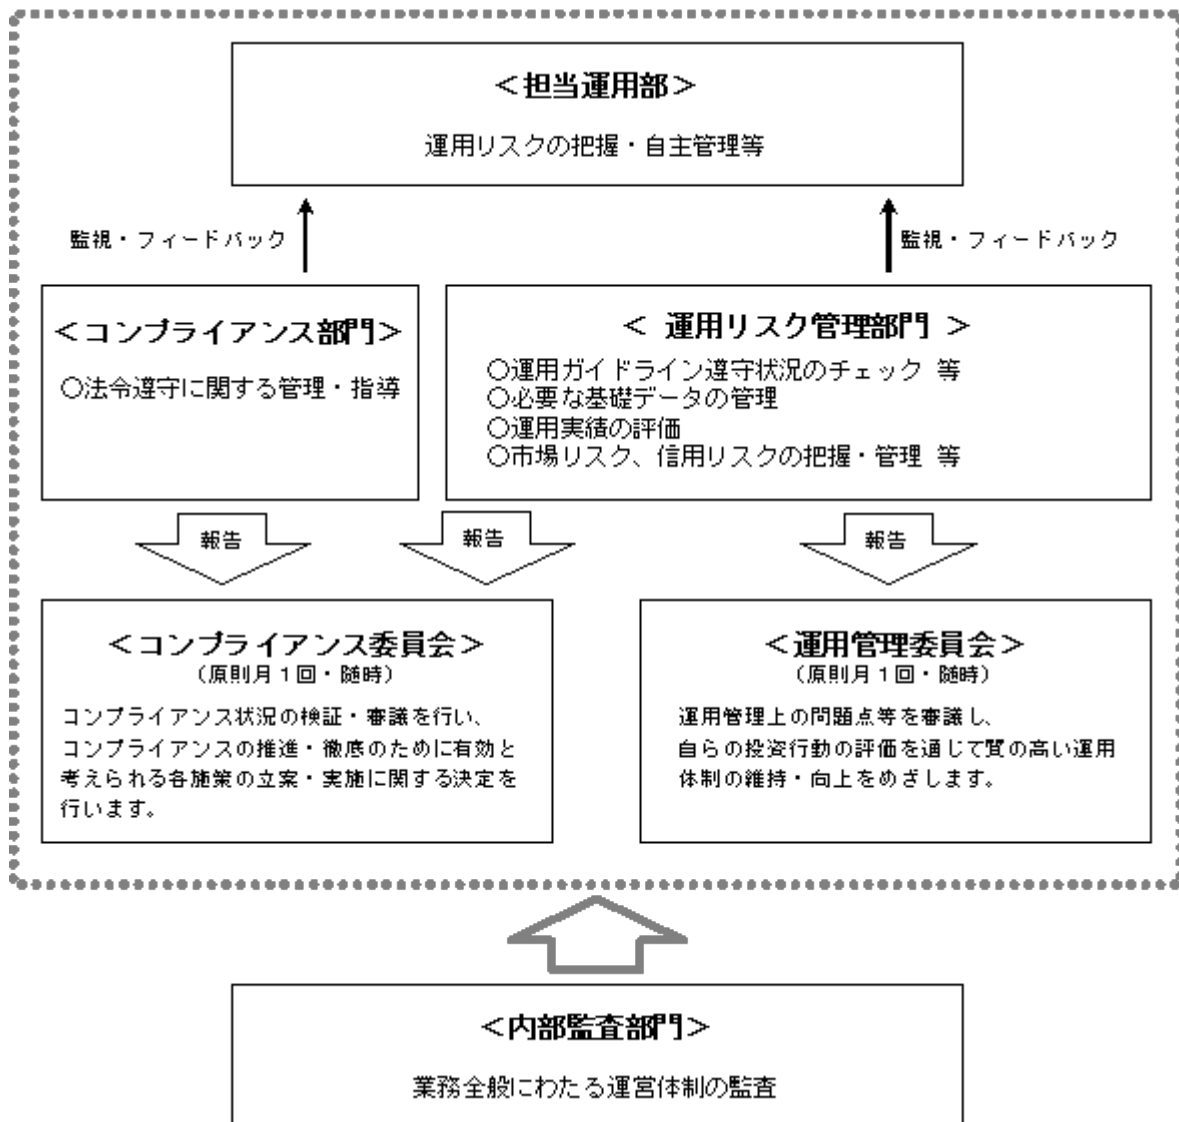 ＜担当運用部＞
運用リスクの把握・自主管理等
監視・フィードバック
監視・フィードバック
＜コンプライアンス部門＞
○法令遵守に関する管理・指導
＜ 運用リスク管理部門 ＞
○運用ガイドライン遵守状況のチェック 等
○必要な基礎データの管理
○運用実績の評価
○市場リスク、信用リスクの把握・管理 等
報告
報告
報告
＜コンプライアンス委員会＞
（原則月１回・随時）
コンプライアンス状況の検証・審議を行い、
コンプライアンスの推進・徹底のために有効と
考えられる各施策の立案・実施に関する決定を
行います。
＜運用管理委員会＞
（原則月１回・随時）
運用管理上の問題点等を審議し、
自らの投資行動の評価を通じて質の高い運用
体制の維持・向上をめざします。
＜内部監査部門＞
業務全般にわたる運営体制の監査